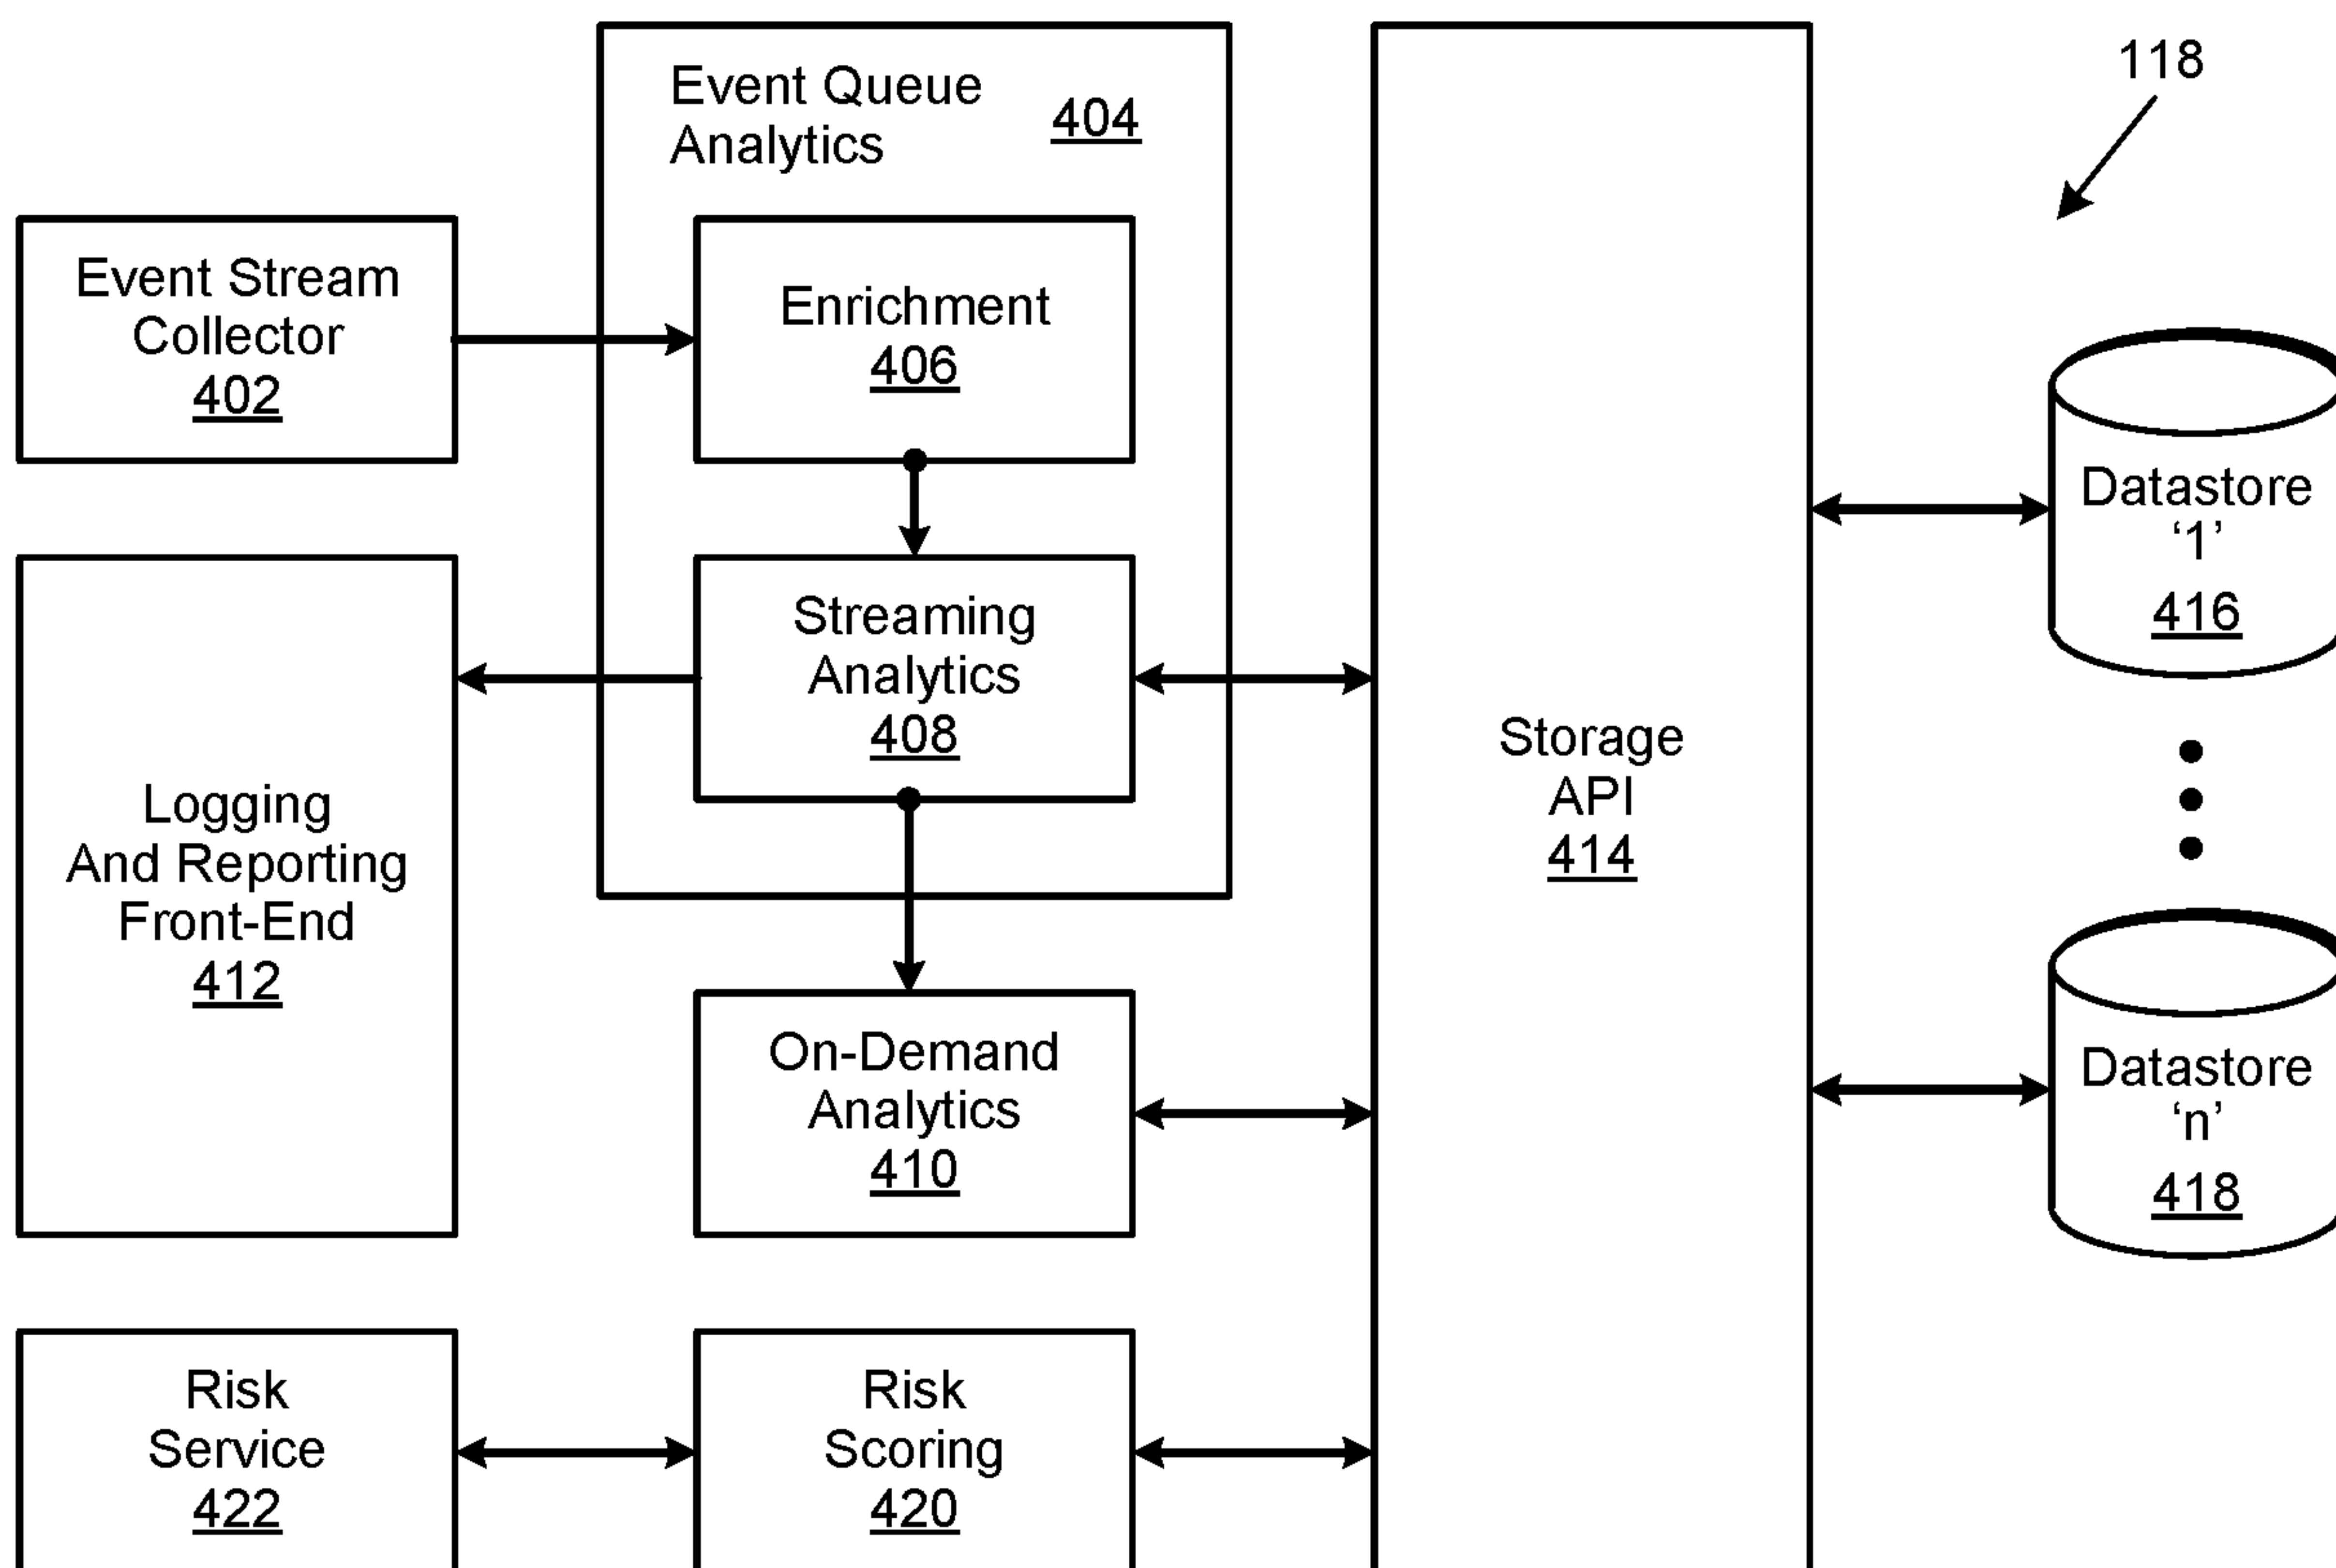 Event Queue
Analytics
404
118
Event Stream
Collector
402
Enrichment
406
Streaming
Analytics
408
Logging
And Reporting
Front-End
412
On-Demand
Analytics
410
Storage
API
414
Datastore
‘1’
416
Datastore
‘n’
418
Risk
Service
422
Risk
Scoring
420